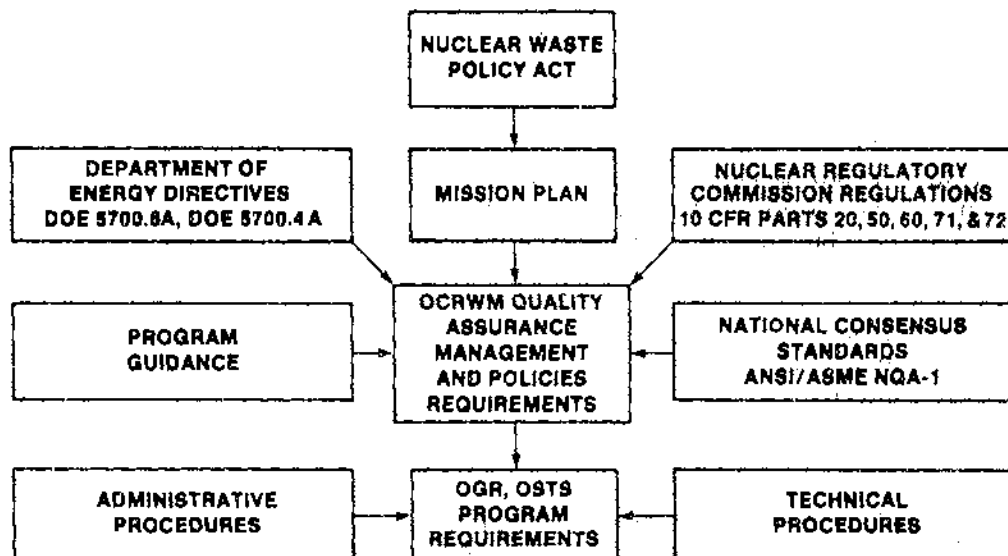 NUCLEAR WASTE
POLICY ACT
DEPARTMENT OF
ENERGY DIRECTIVES
DOE 5700.6A, DOE 5700.4A
MISSION PLAN
NUCLEAR REGULATORY
COMMISSION REGULATIONS
10 CFR PARTS 20, 50, 60, 71, & 72
PROGRAM
GUIDANCE
OCRWM QUALITY
ASSURANCE
MANAGEMENT
AND POLICIES
REQUIREMENTS
NATIONAL CONSENSUS
STANDARDS
ANSI/ASME NQA-1
ADMINISTRATIVE
PROCEDURES
OGR, OSTS
PROGRAM
REQUIREMENTS
TECHNICAL
PROCEDURES